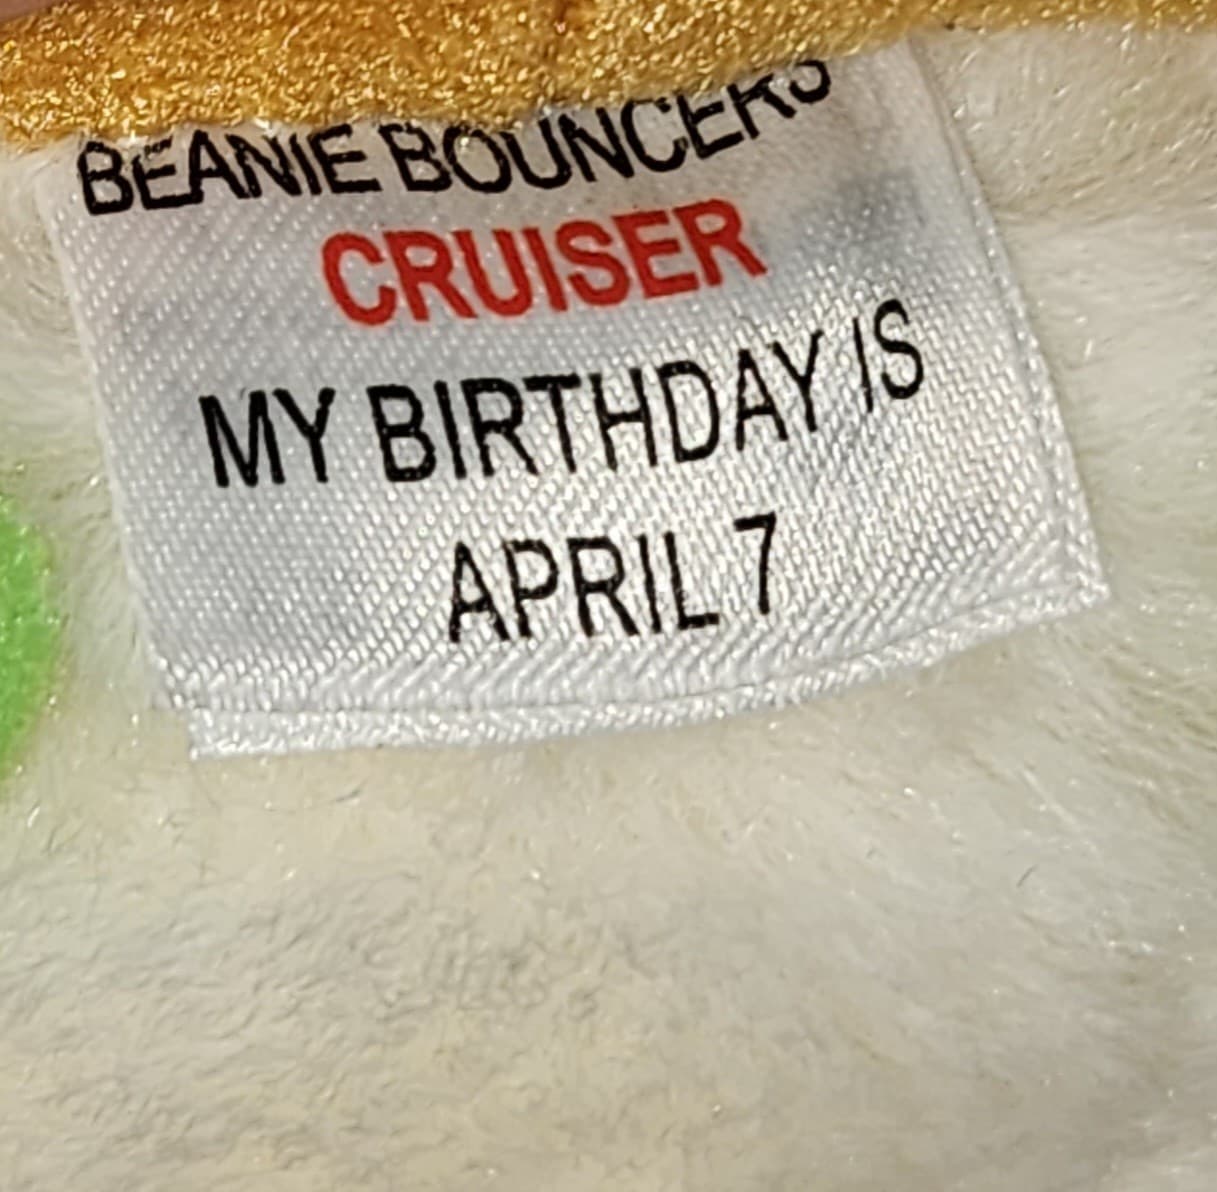 BEANIE BOUNCERS
CRUISER
MY BIRTHDAY IS
APRIL 7